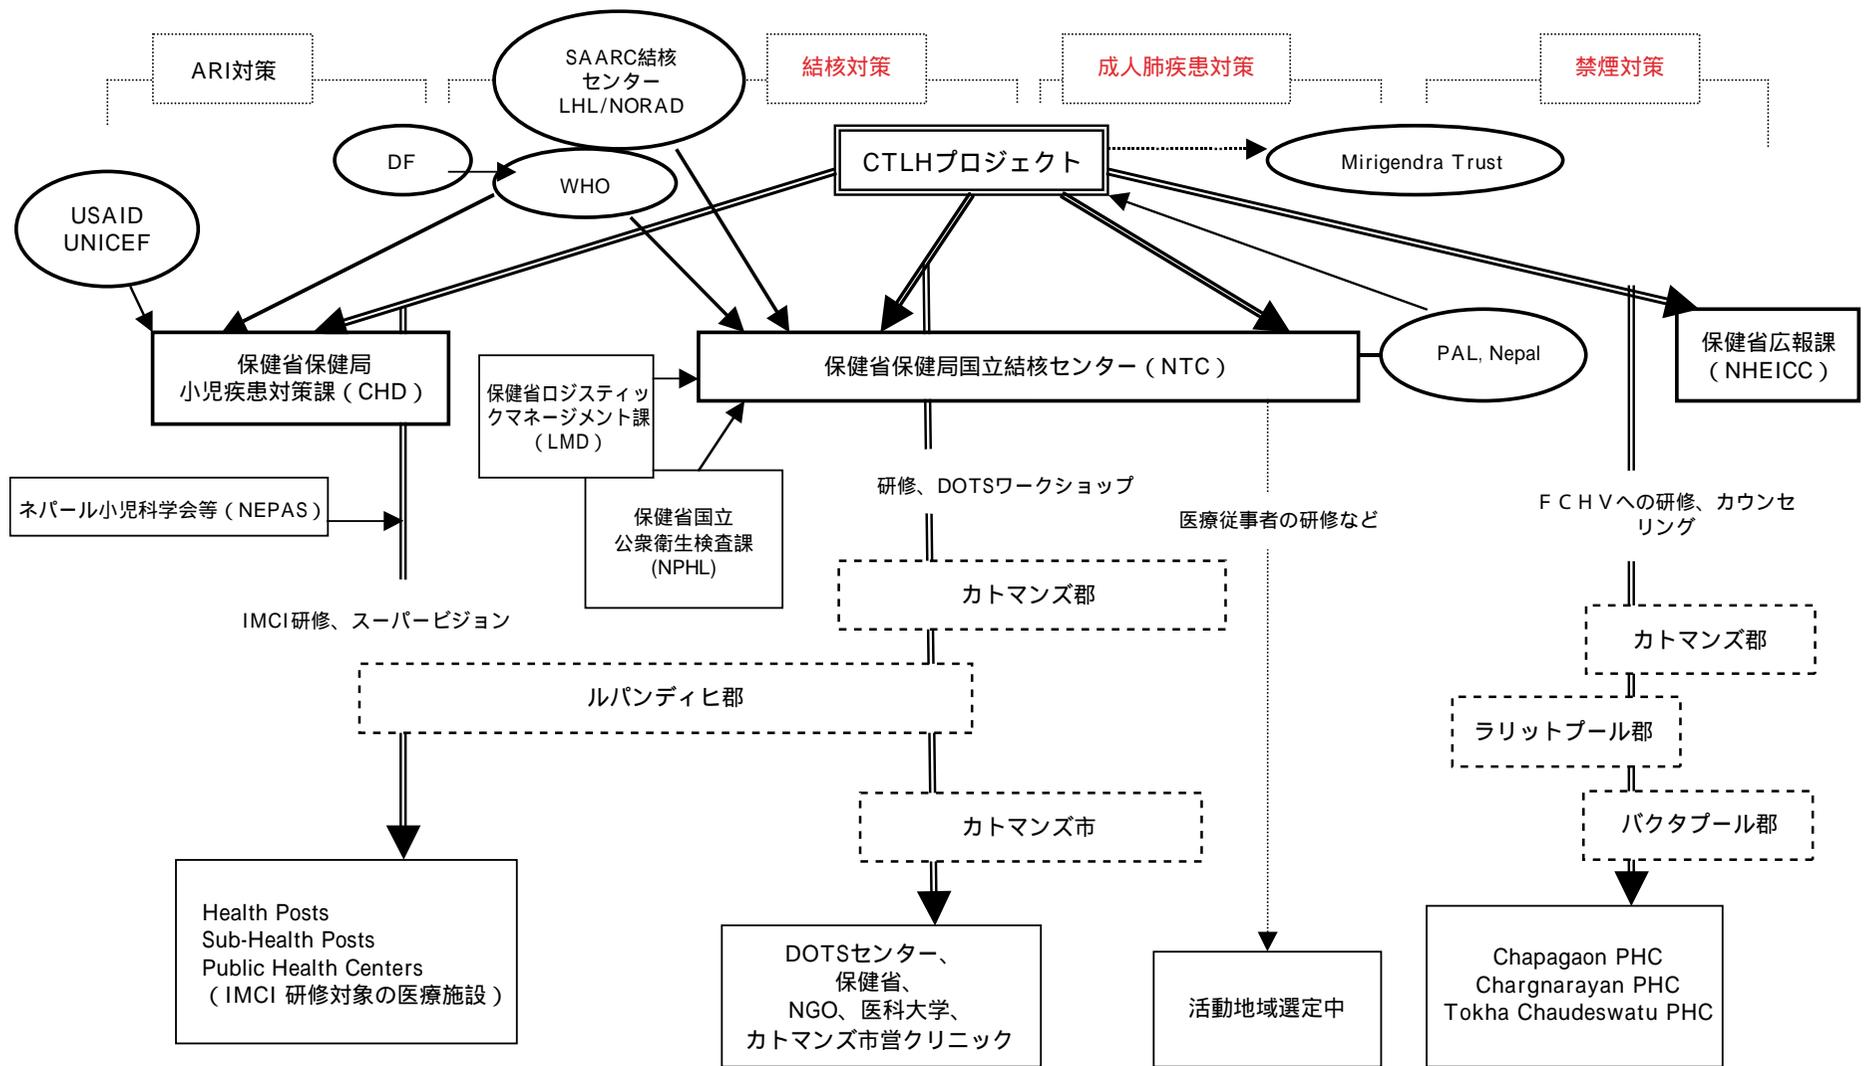 ARI対策
SAARC結核
センター
LHL/NORAD
結核対策
成人肺疾患対策
禁煙対策
DF
WHO
CTLHプロジェクト
Mirigendra Trust
USAID
UNICEF
保健省保健局
小児疾患対策課（CHD）
保健省ロジスティッ
クマネージメント課
（LMD）
保健省保健局国立結核センター（NTC）
PAL, Nepal
保健省広報課
（NHEICC）
ネパール小児科学会等（NEPAS）
保健省国立
公衆衛生検査課
(NPHL)
研修、DOTSワークショップ
医療従事者の研修など
ＦＣＨＶへの研修、カウンセ
リング
IMCI研修、スーパービジョン
カトマンズ郡
カトマンズ郡
ルパンディヒ郡
ラリットプール郡
カトマンズ市
バクタプール郡
Health Posts
Sub-Health Posts
Public Health Centers
（IMCI 研修対象の医療施設）
DOTSセンター、
保健省、
NGO、医科大学、
カトマンズ市営クリニック
活動地域選定中
Chapagaon PHC
Chargnarayan PHC
Tokha Chaudeswatu PHC